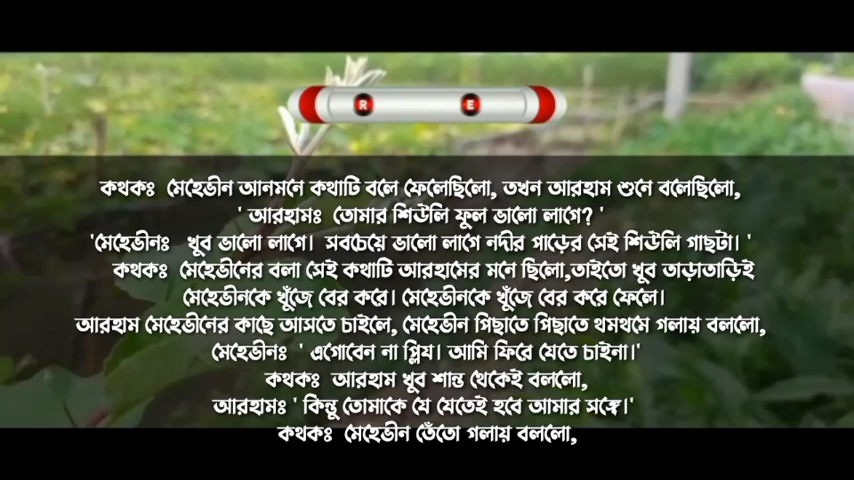 R E
কথকঃ মেহেভীন আনমনে কথাটি বলে ফেলেছিলো, তখন আরহাম শুনে বলেছিলো,
' আরহামঃ তোমার শিউলি ফুল ভালো লাগে? '
'মেহেভীনঃ খুব ভালো লাগে। সবচেয়ে ভালো লাগে নদীর পাড়ের সেই শিউলি গাছটা। '
কথকঃ মেহেভীনের বলা সেই কথাটি আরহামের মনে ছিলো,তাইতো খুব তাড়াতাড়িই
মেহেভীনকে খুঁজে বের করে। মেহেভীনকে খুঁজে বের করে ফেলে।
আরহাম মেহেভীনের কাছে আসতে চাইলে, মেহেভীন পিছাতে পিছাতে থমথমে গলায় বললো,
মেহেভীনঃ ' এগোবেন না প্লিয। আমি ফিরে যেতে চাইনা।'
কথকঃ আরহাম খুব শান্ত থেকেই বললো,
আরহামঃ ' কিন্তু তোমাকে যে যেতেই হবে আমার সঙ্গে।'
কথকঃ মেহেভীন তেঁতো গলায় বললো,